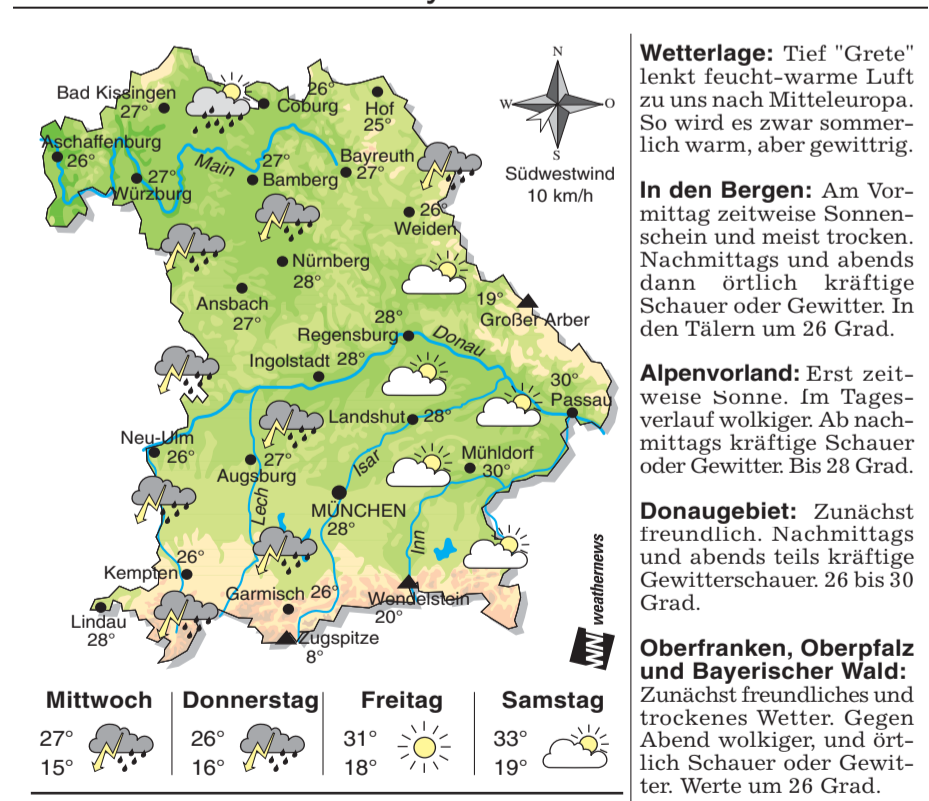 Bad Kissingen
27°
Coburg
26°
Hof
25°
Aschaffenburg
26°
27°
Würzburg
Main
27°
Bamberg
Bayreuth
27°
26°
Weiden
Nürnberg
28°
Ansbach
27°
19°
Großer Arber
28°
Regensburg
Donau
Ingolstadt 28°
30°
Passau
Landshut 28°
Neu-Ulm
26°
27°
Augsburg
Isar
Mühldorf
30°
Lech
MÜNCHEN
28°
Inn
26°
Kempten
Garmisch 26°
Wendelstein
20°
Lindau
28°
Zugspitze
8°
N
W
O
S
Südwestwind
10 km/h
WNI weathernews
Mittwoch
27°
15°
Donnerstag
26°
16°
Freitag
31°
18°
Samstag
33°
19°
Wetterlage: Tief "Grete"
lenkt feucht-warme Luft
zu uns nach Mitteleuropa.
So wird es zwar sommer-
lich warm, aber gewittrig.
In den Bergen: Am Vor-
mittag zeitweise Sonnen-
schein und meist trocken.
Nachmittags und abends
dann örtlich kräftige
Schauer oder Gewitter. In
den Tälern um 26 Grad.
Alpenvorland: Erst zeit-
weise Sonne. Im Tages-
verlauf wolkiger. Ab nach-
mittags kräftige Schauer
oder Gewitter. Bis 28 Grad.
Donaugebiet: Zunächst
freundlich. Nachmittags
und abends teils kräftige
Gewitterschauer. 26 bis 30
Grad.
Oberfranken, Oberpfalz
und Bayerischer Wald:
Zunächst freundliches und
trockenes Wetter. Gegen
Abend wolkiger, und ört-
lich Schauer oder Gewit-
ter. Werte um 26 Grad.